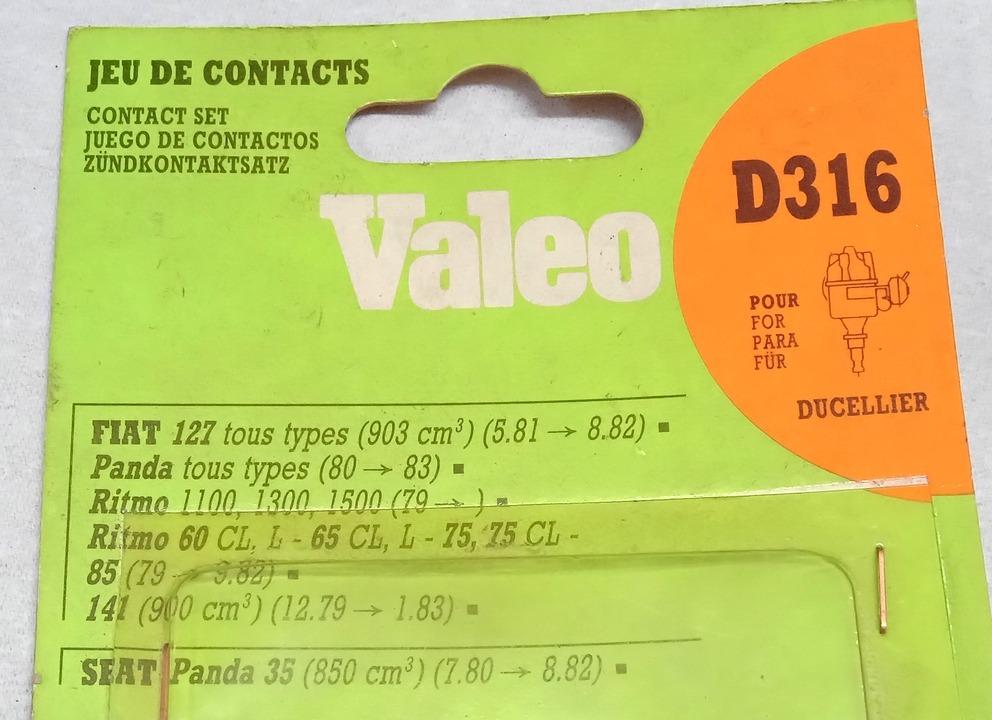 JEU DE CONTACTS
CONTACT SET
JUEGO DE CONTACTOS
ZÜNDKONTAKTSATZ
Valeo
D316
POUR
FOR
PARA
FÜR
DUCELLIER
FIAT 127 tous types (903 cm³) (5.81 → 8.82) ■
Panda tous types (80 → 83) ■
Ritmo 1100, 1300, 1500 (79 → ) ■
Ritmo 60 CL, L - 65 CL, L - 75, 75 CL -
85 (79 → 9.82) ■
141 (900 cm³) (12.79 → 1.83) ■
SEAT Panda 35 (850 cm³) (7.80 → 8.82) ■